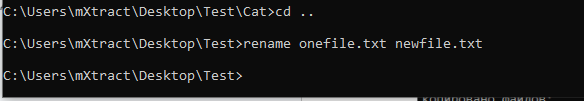 C:\Users\mXtract\Desktop\Test\Cat>cd ..
C:\Users\mXtract\Desktop\Test>rename onefile.txt newfile.txt
C:\Users\mXtract\Desktop\Test>